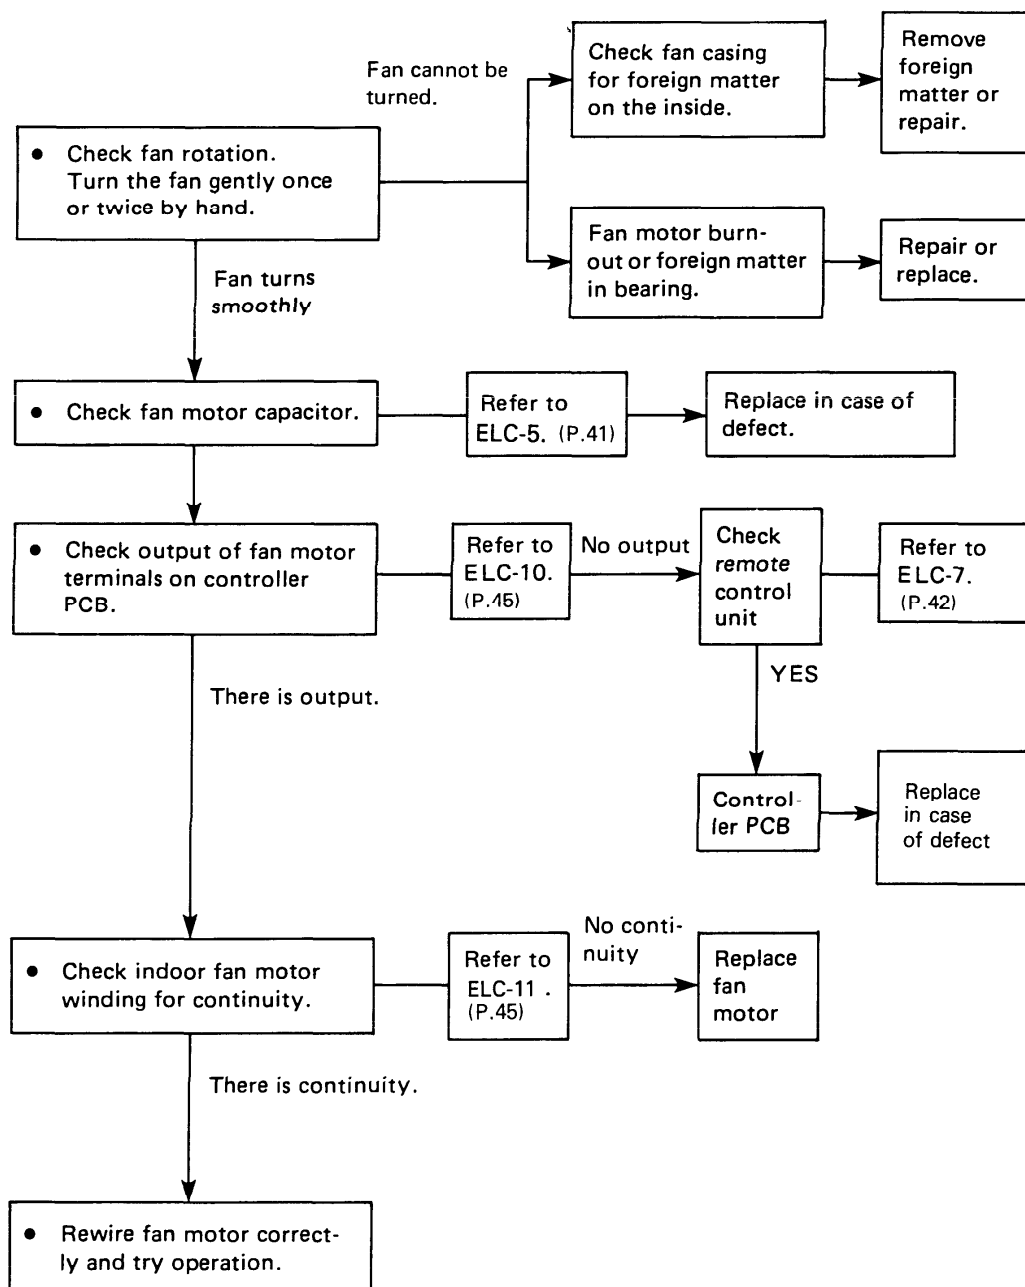 Fan cannot be
turned.
Check fan casing
for foreign matter
on the inside.
Remove
foreign
matter or
repair.
● Check fan rotation.
Turn the fan gently once
or twice by hand.
Fan motor burn-
out or foreign matter
in bearing.
Repair or
replace.
Fan turns
smoothly
● Check fan motor capacitor.
Refer to
ELC-5. (P.41)
Replace in case of
defect.
● Check output of fan motor
terminals on controller
PCB.
Refer to
ELC-10.
(P.45)
No output
Check
remote
control
unit
Refer to
ELC-7.
(P.42)
There is output.
YES
Control-
ler PCB
Replace
in case
of defect
● Check indoor fan motor
winding for continuity.
Refer to
ELC-11 .
(P.45)
No conti-
nuity
Replace
fan
motor
There is continuity.
● Rewire fan motor correct-
ly and try operation.